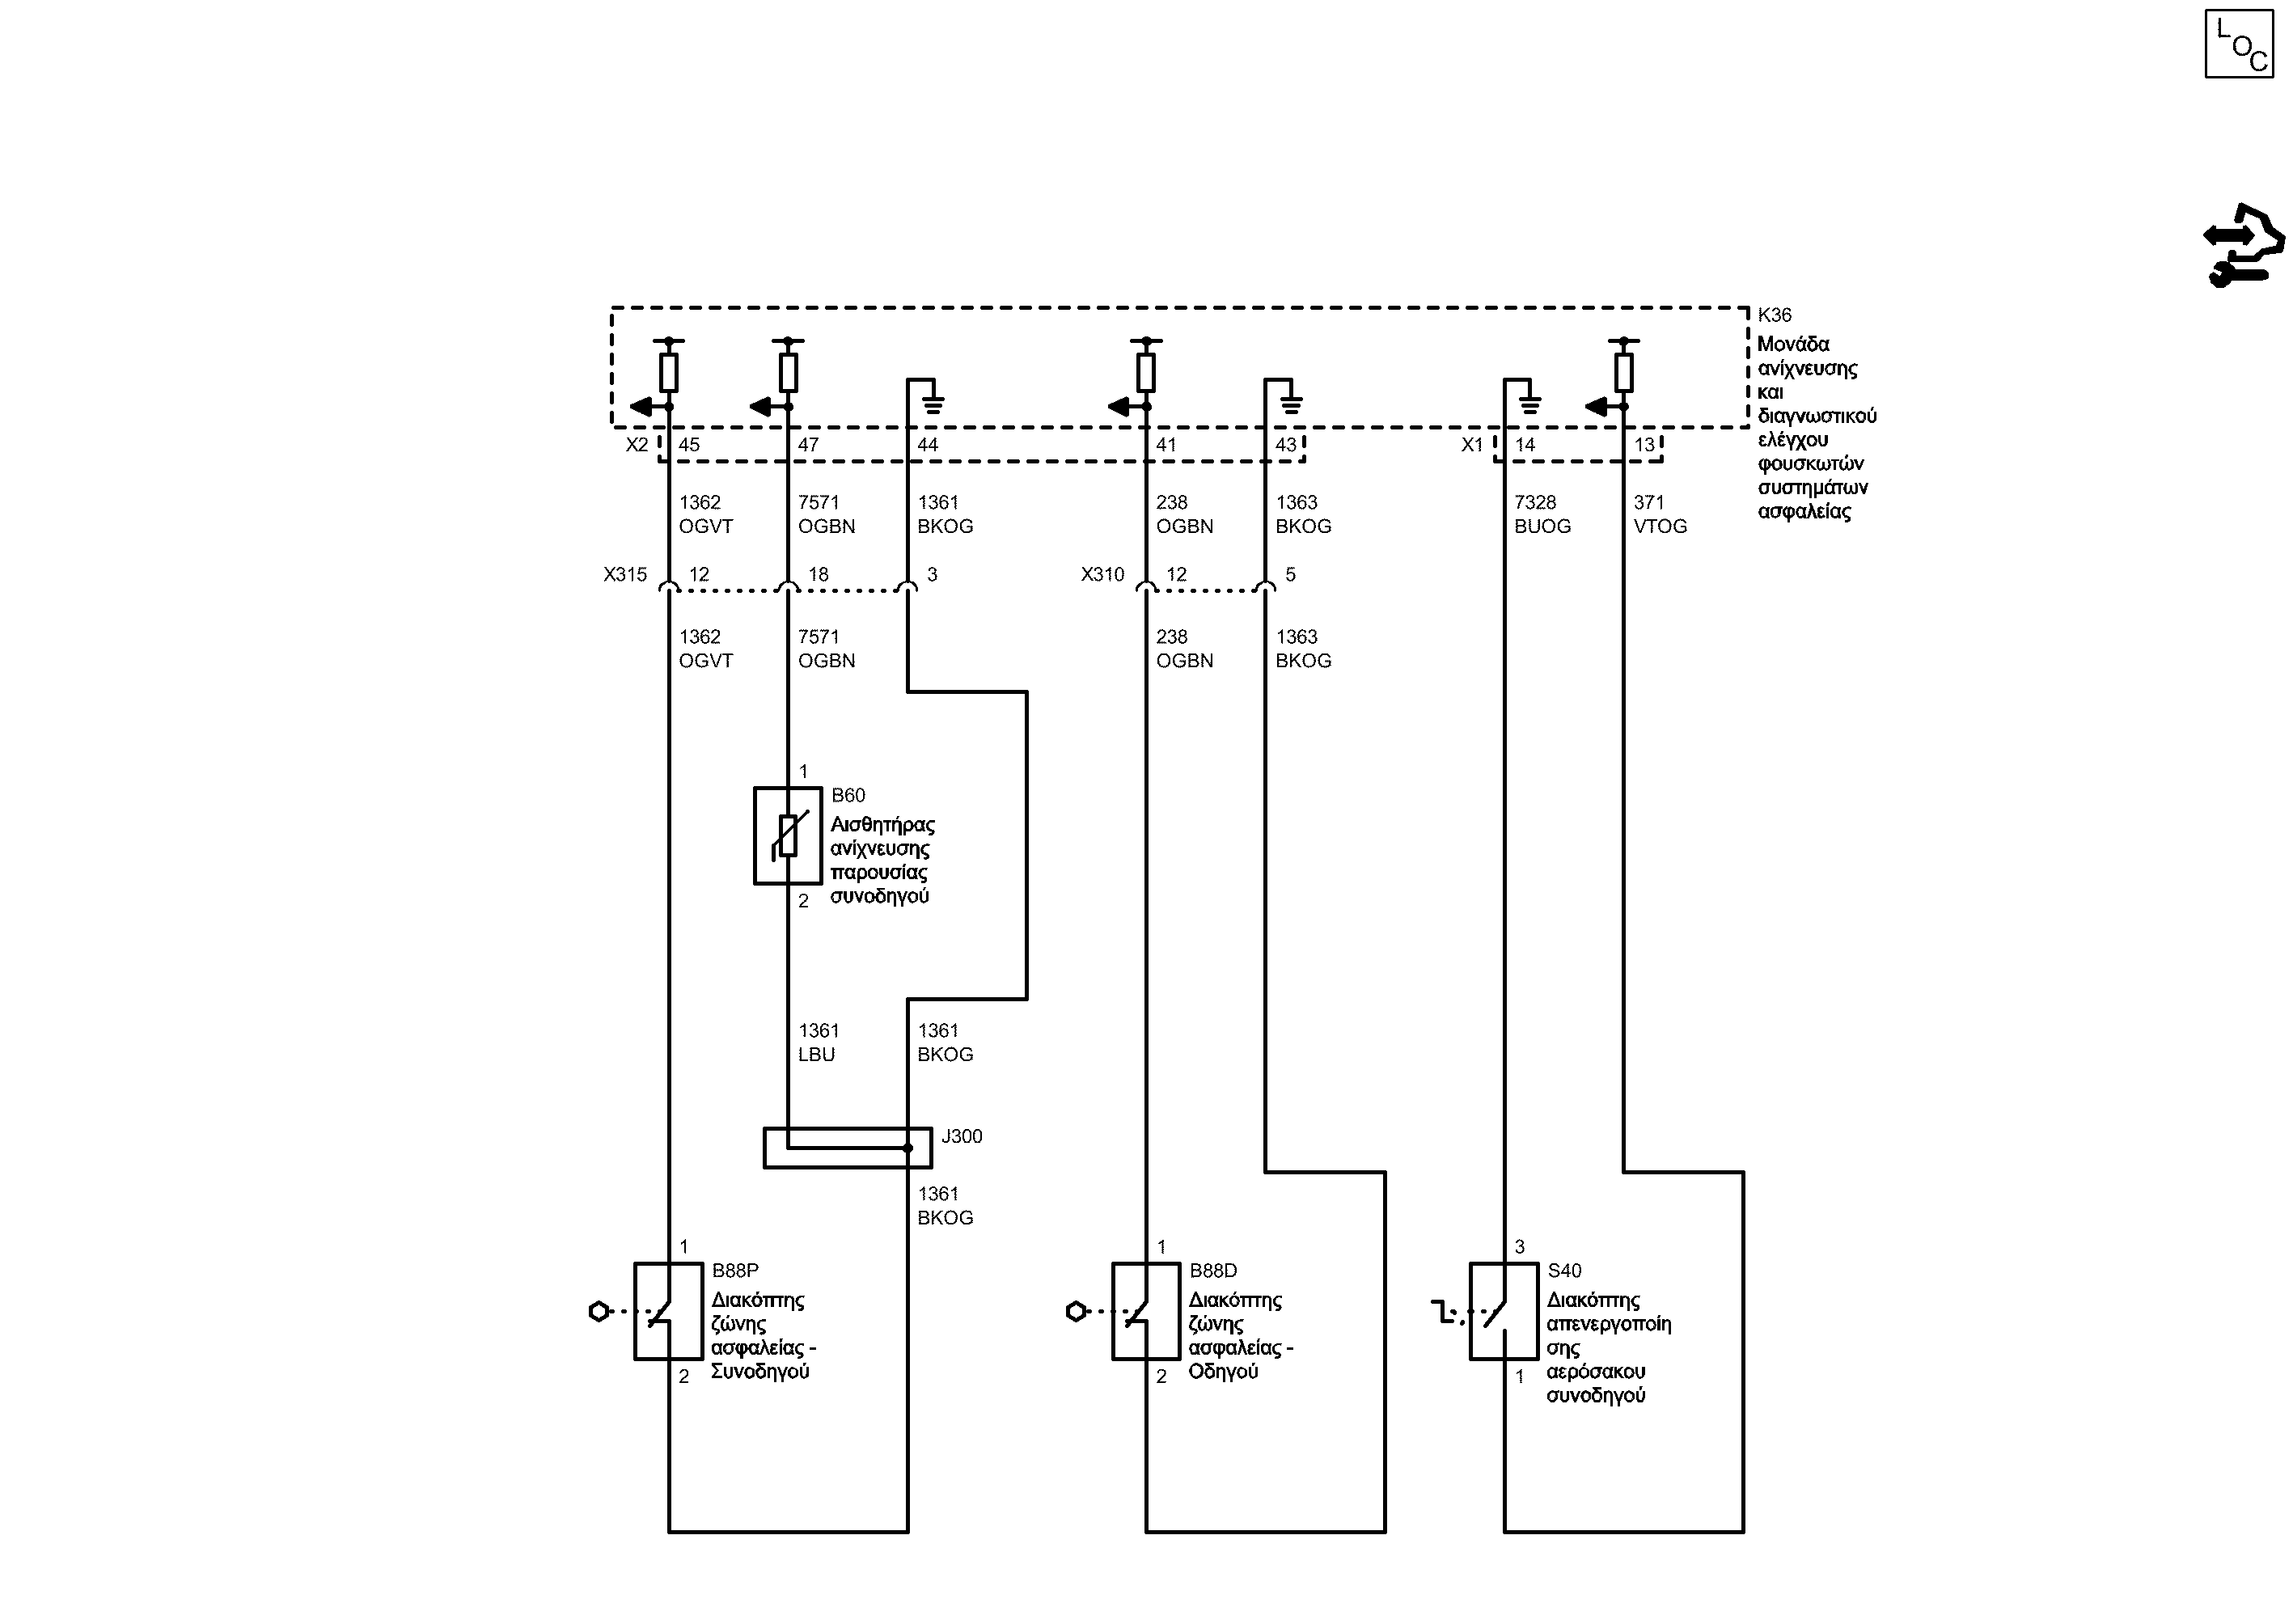 L
O
C
K36
Μονάδα
ανίχνευσης
και
διαγνωστικού
ελέγχου
φουσκωτών
συστημάτων
ασφαλείας
X2 45 47 44 41 43 X1 14 13
1362 7571 1361 238 1363 7328 371
OGVT OGBN BKOG OGBN BKOG BUOG VTOG
X315 12 18 3 X310 12 5
1362 7571 238 1363
OGVT OGBN OGBN BKOG
1
B60
Αισθητήρας
ανίχνευσης
παρουσίας
συνοδηγού
2
1361 1361
LBU BKOG
J300
1361
BKOG
1
B88P
Διακόπτης
ζώνης
ασφαλείας -
Συνοδηγού
2
1
B88D
Διακόπτης
ζώνης
ασφαλείας -
Οδηγού
2
3
S40
Διακόπτης
απενεργοποίη
σης
αερόσακου
συνοδηγού
1